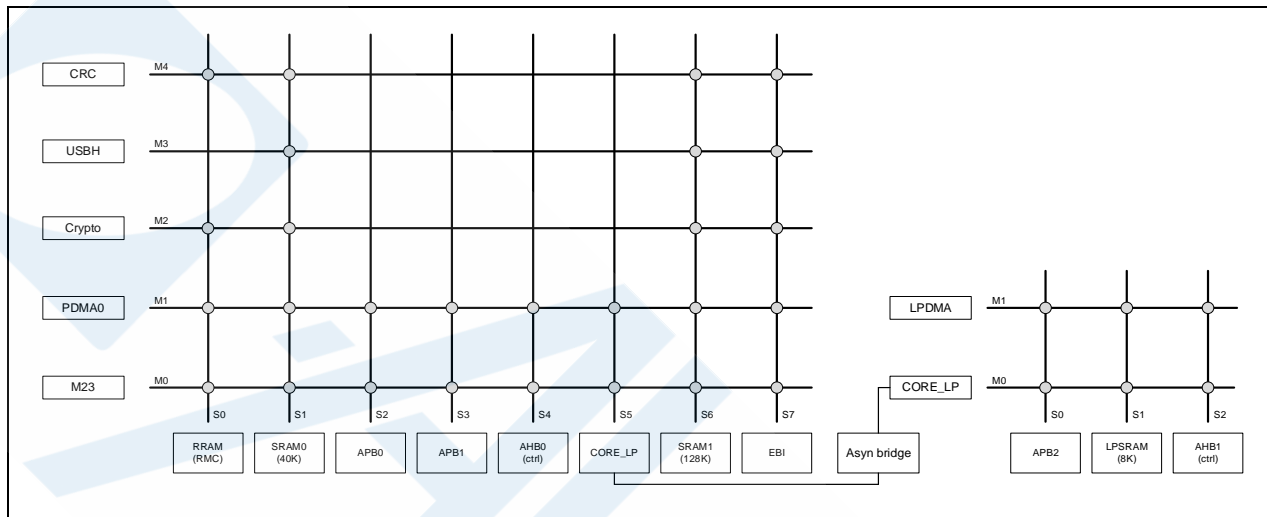 CRC
M4
USBH
M3
Crypto
M2
PDMA0
M1
LPDMA
M1
M23
M0
CORE_LP
M0
S0
S1
S2
S3
S4
S5
S6
S7
S0
S1
S2
RRAM
(RMC)
SRAM0
(40K)
APB0
APB1
AHB0
(ctrl)
CORE_LP
SRAM1
(128K)
EBI
Asyn bridge
APB2
LPSRAM
(8K)
AHB1
(ctrl)